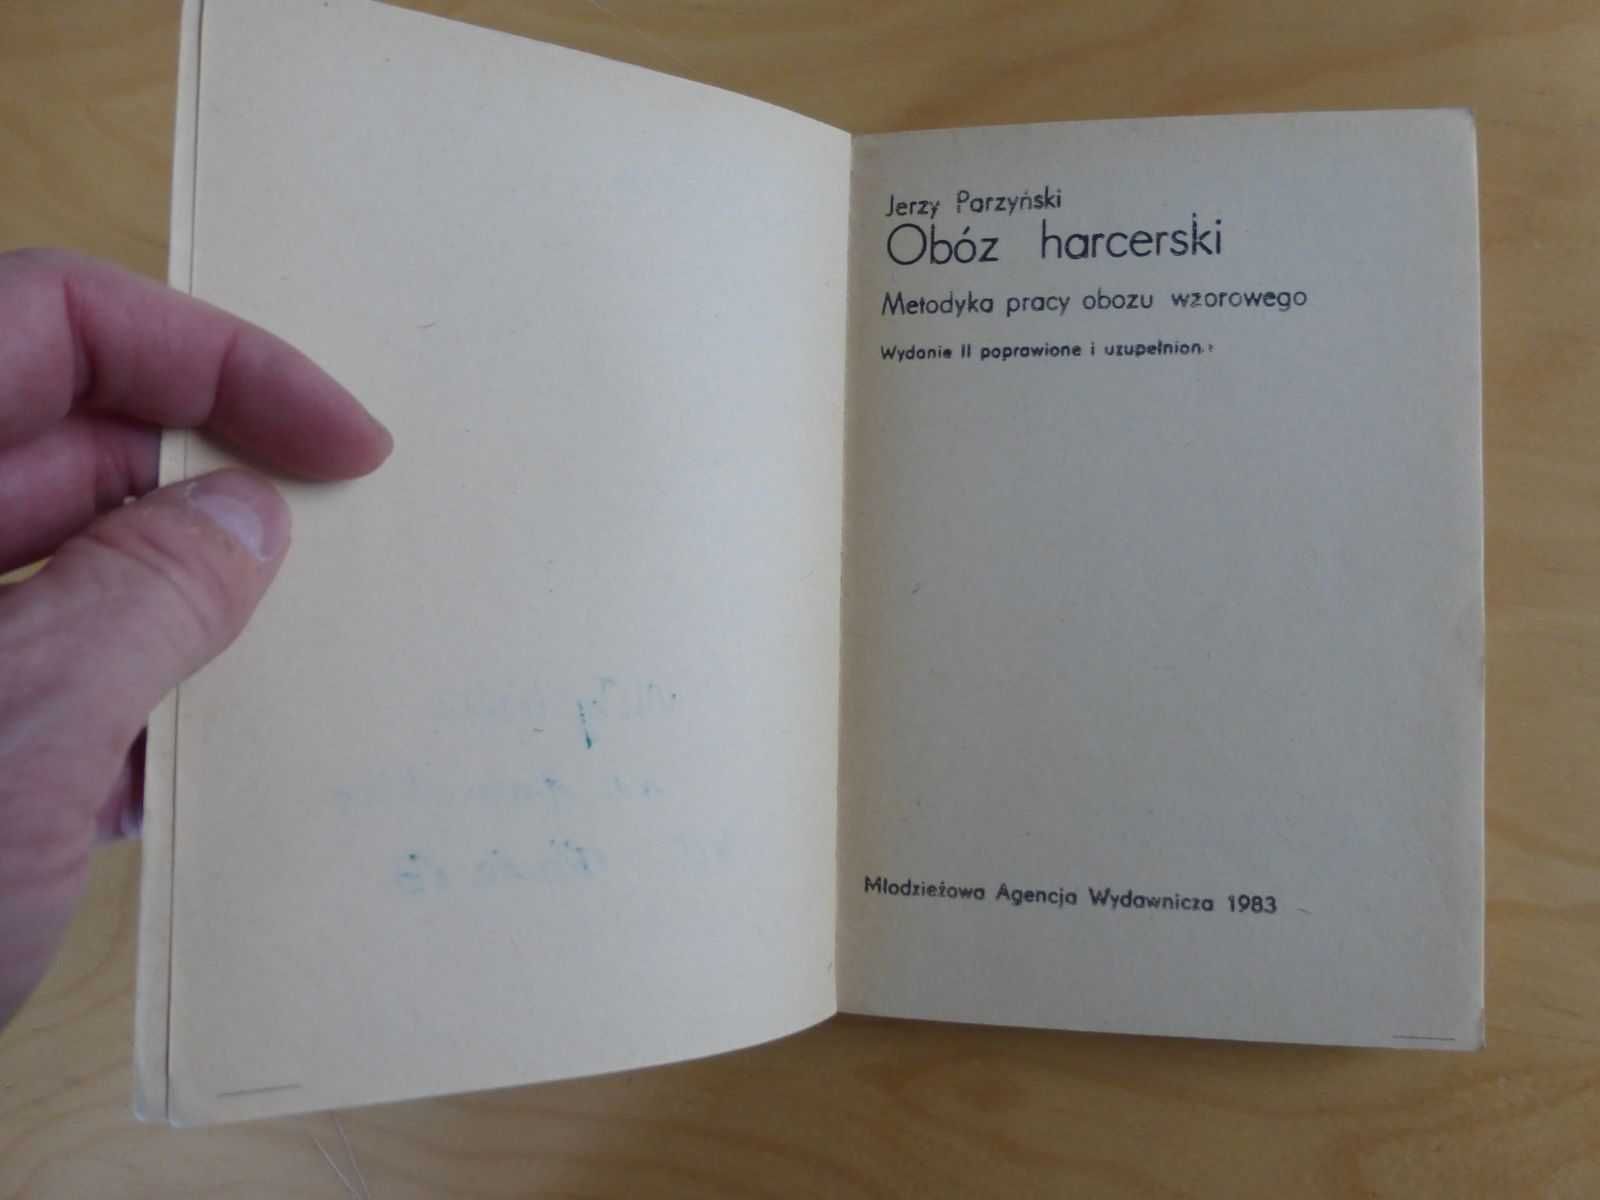 Jerzy Parzyński
Obóz harcerski
Metodyka pracy obozu wzorowego
Wydanie II poprawione i uzupełnion
Młodzieżowa Agencja Wydawnicza 1983